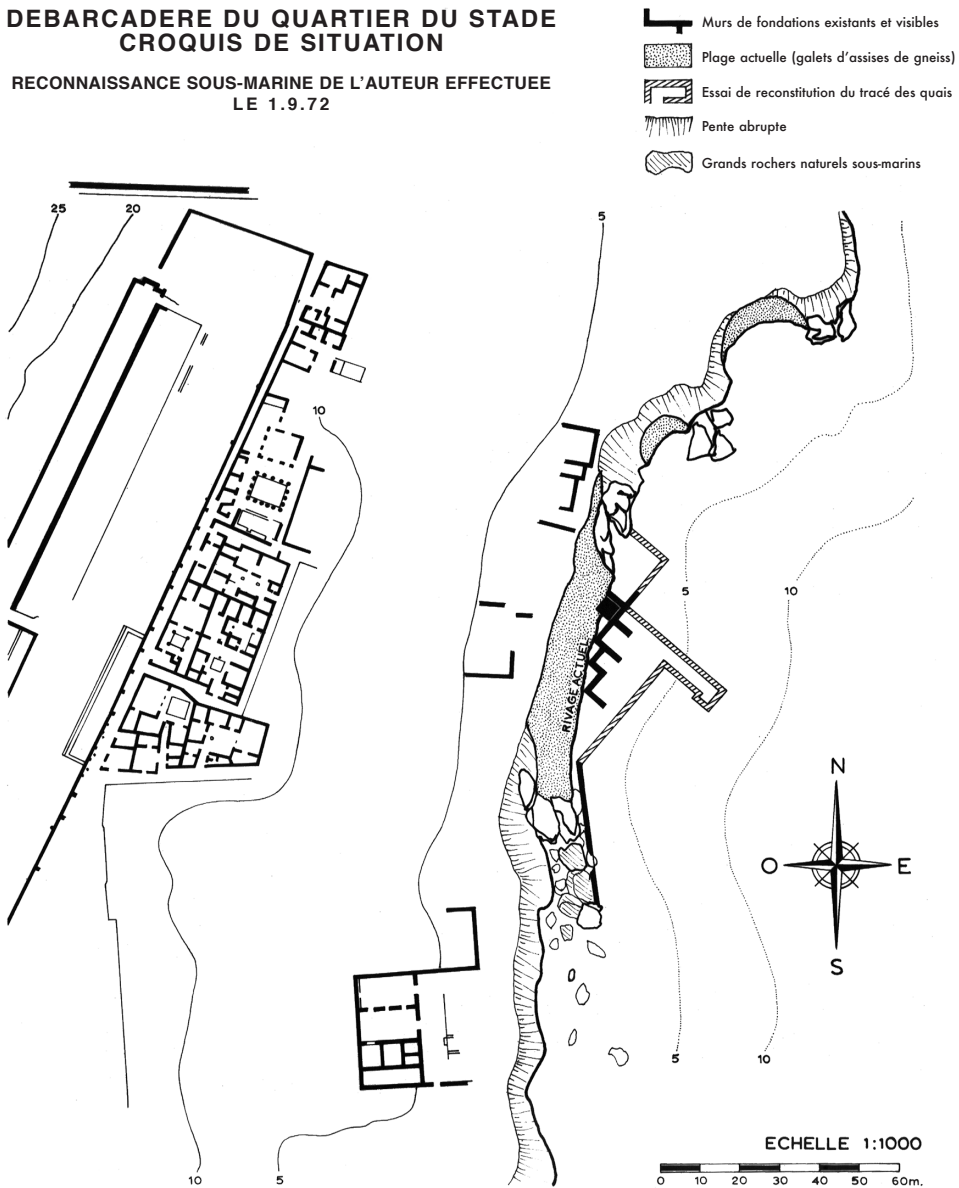 DEBARCADERE DU QUARTIER DU STADE
CROQUIS DE SITUATION
RECONNAISSANCE SOUS-MARINE DE L'AUTEUR EFFECTUEE
LE 1.9.72
Murs de fondations existants et visibles
Plage actuelle (galets d'assises de gneiss)
Essai de reconstitution du tracé des quais
Pente abrupte
Grands rochers naturels sous-marins
25
20
5
10
5
10
RIVAGE ACTUEL
N
O
E
S
5
10
10
5
ECHELLE 1:1000
0 10 20 30 40 50 60m.